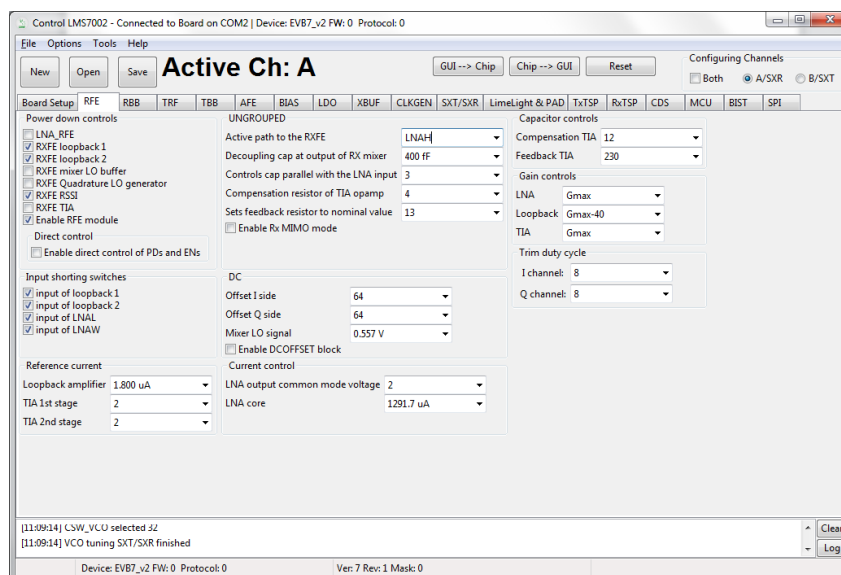 Control LMS7002 - Connected to Board on COM2 | Device: EVB7_v2 FW: 0 Protocol: 0
File Options Tools Help
New Open Save Active Ch: A GUI --> Chip Chip --> GUI Reset
Configuring Channels
Both A/SXR B/SXT
Board Setup RFE RBB TRF TBB AFE BIAS LDO XBUF CLKGEN SXT/SXR LimeLight & PAD TxTSP RxTSP CDS MCU BIST SPI
Power down controls
LNA_RFE
RXFE loopback 1
RXFE loopback 2
RXFE mixer LO buffer
RXFE Quadrature LO generator
RXFE RSSI
RXFE TIA
Enable RFE module
Direct control
Enable direct control of PDs and ENs
Input shorting switches
input of loopback 1
input of loopback 2
input of LNAL
input of LNAW
Reference current
Loopback amplifier 1.800 uA
TIA 1st stage 2
TIA 2nd stage 2
UNGROUPED
Active path to the RXFE LNAH
Decoupling cap at output of RX mixer 400 fF
Controls cap parallel with the LNA input 3
Compensation resistor of TIA opamp 4
Sets feedback resistor to nominal value 13
Enable Rx MIMO mode
DC
Offset I side 64
Offset Q side 64
Mixer LO signal 0.557 V
Enable DCOFFSET block
Current control
LNA output common mode voltage 2
LNA core 1291.7 uA
Capacitor controls
Compensation TIA 12
Feedback TIA 230
Gain controls
LNA Gmax
Loopback Gmax-40
TIA Gmax
Trim duty cycle
I channel: 8
Q channel: 8
[11:09:14] CSW_VCO selected 32
[11:09:14] VCO tuning SXT/SXR finished
Clear
Log
Device: EVB7_v2 FW: 0 Protocol: 0 Ver: 7 Rev: 1 Mask: 0